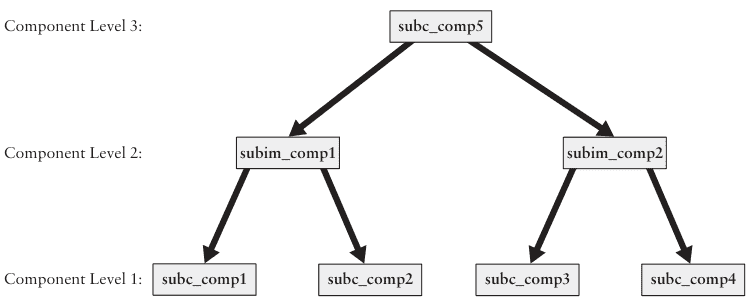 Component Level 3: subc_comp5
Component Level 2: subim_comp1 subim_comp2
Component Level 1: subc_comp1 subc_comp2 subc_comp3 subc_comp4